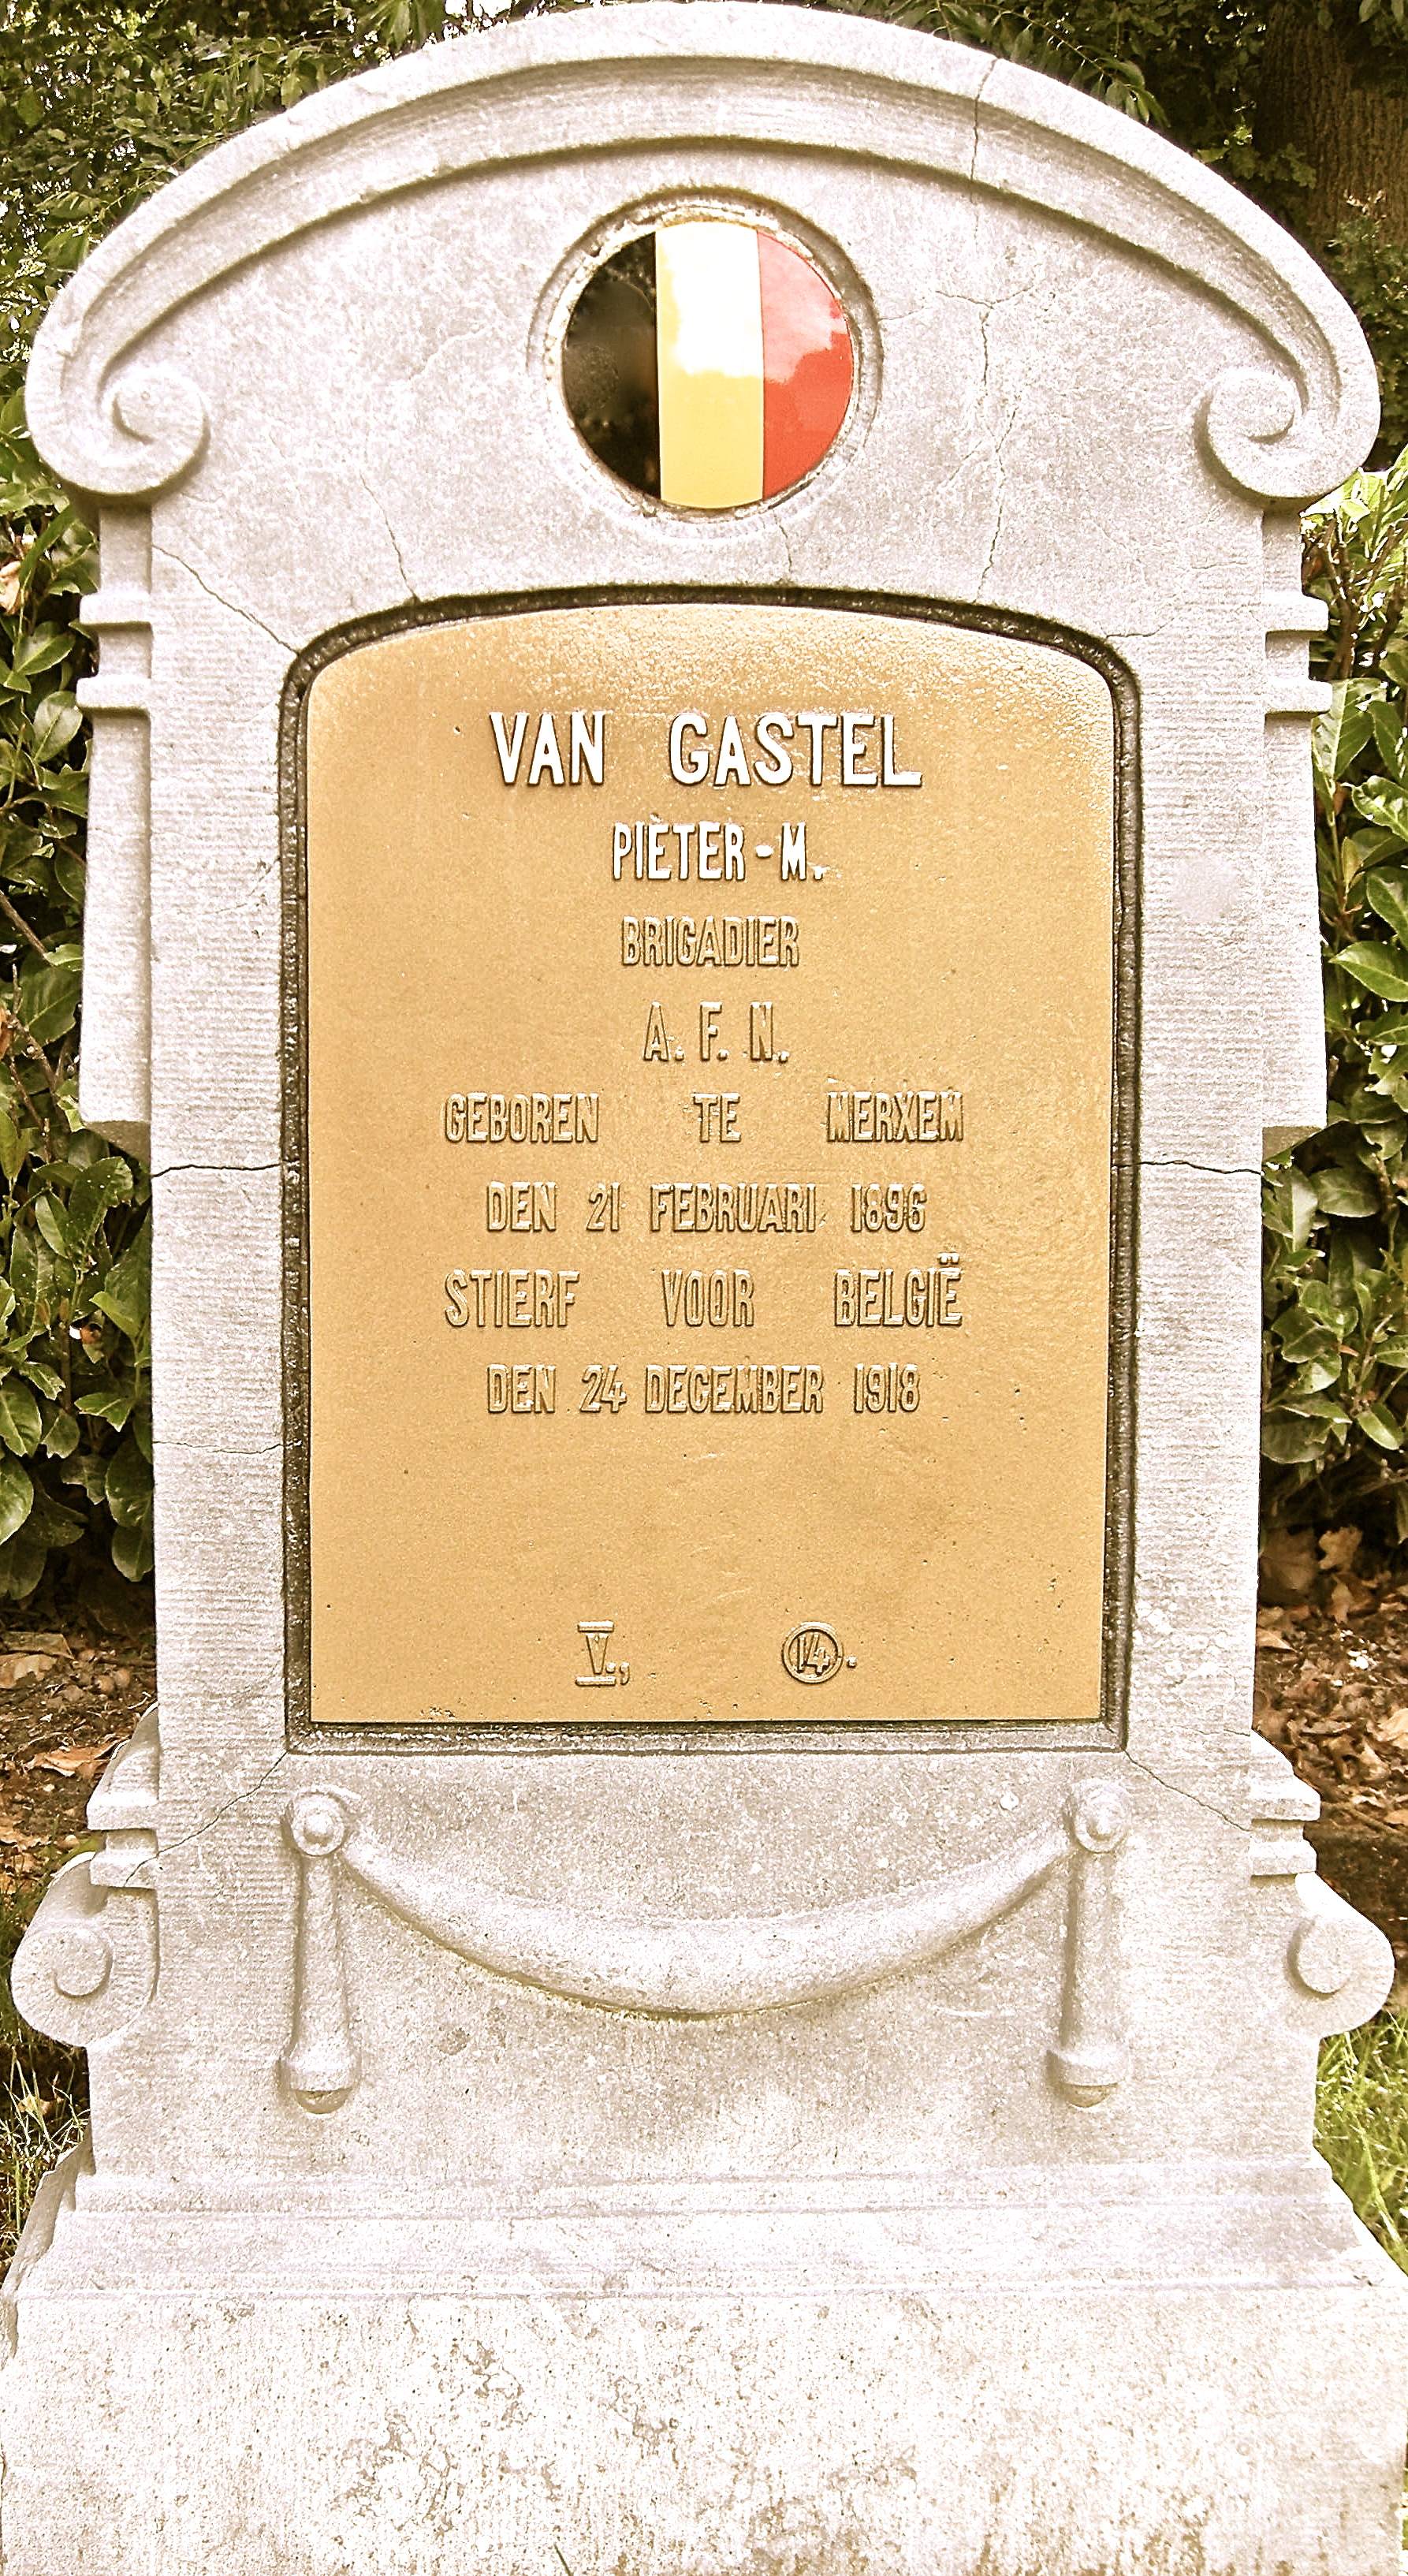 VAN GASTEL
PIETER-M.
BRIGADIER
A. F. N.
GEBOREN TE MERXEM
DEN 21 FEBRUARI 1896
STIERF VOOR BELGIË
DEN 24 DECEMBER 1918
V., 14.